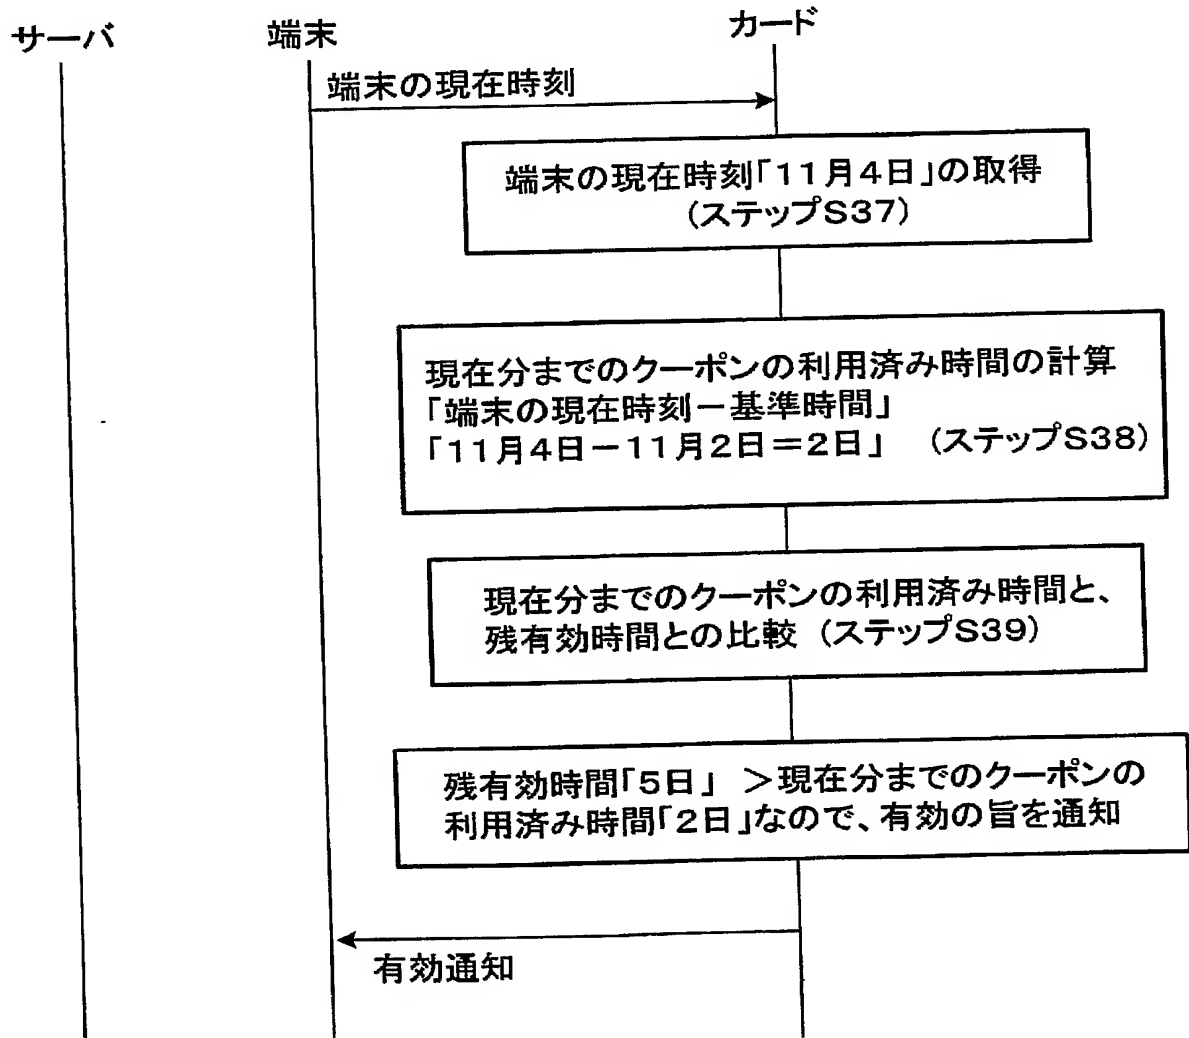 サーバ
端末
カード
端末の現在時刻
端末の現在時刻「11月4日」の取得
(ステップS37)
現在分までのクーポンの利用済み時間の計算
「端末の現在時刻－基準時間」
「11月4日－11月2日＝2日」 (ステップS38)
現在分までのクーポンの利用済み時間と、
残有効時間との比較 (ステップS39)
残有効時間「5日」 ＞現在分までのクーポンの
利用済み時間「2日」なので、有効の旨を通知
有効通知